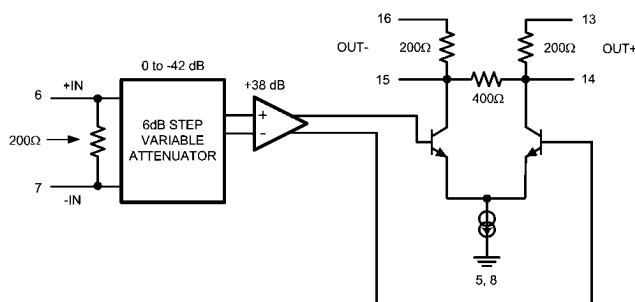 16
13
OUT-
200Ω
200Ω
OUT+
0 to -42 dB
15
14
400Ω
+38 dB
6
+IN
+
-
6dB STEP
VARIABLE
ATTENUATOR
200Ω
7
-IN
5, 8